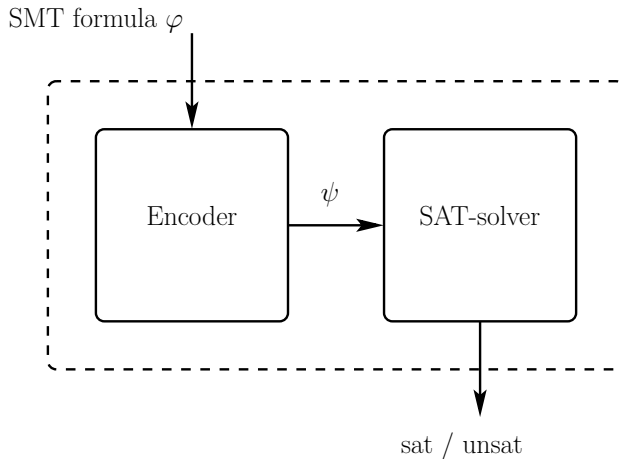 SMT formula φ
Encoder
ψ
SAT-solver
sat / unsat